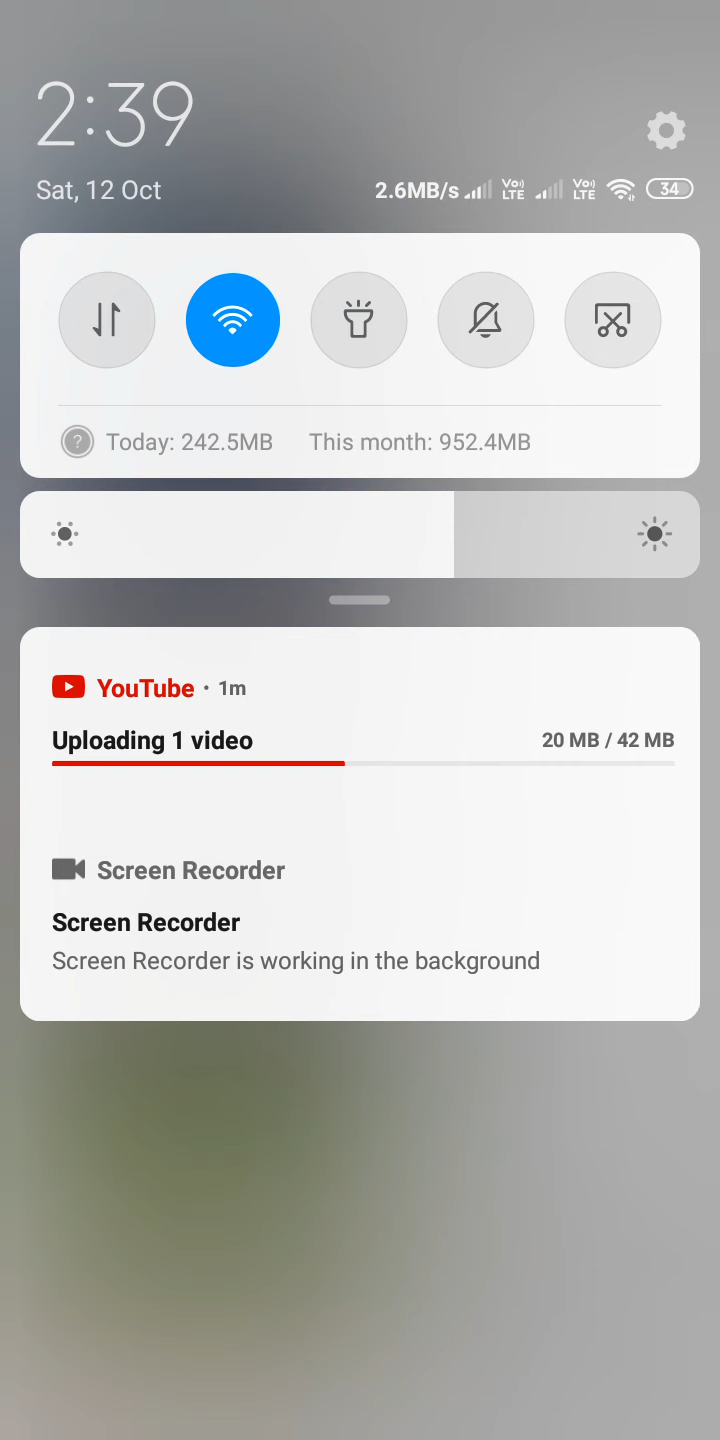 2:39
Sat, 12 Oct
2.6MB/s Vo) LTE Vo) LTE 34
? Today: 242.5MB This month: 952.4MB
YouTube • 1m
Uploading 1 video 20 MB / 42 MB
Screen Recorder
Screen Recorder
Screen Recorder is working in the background